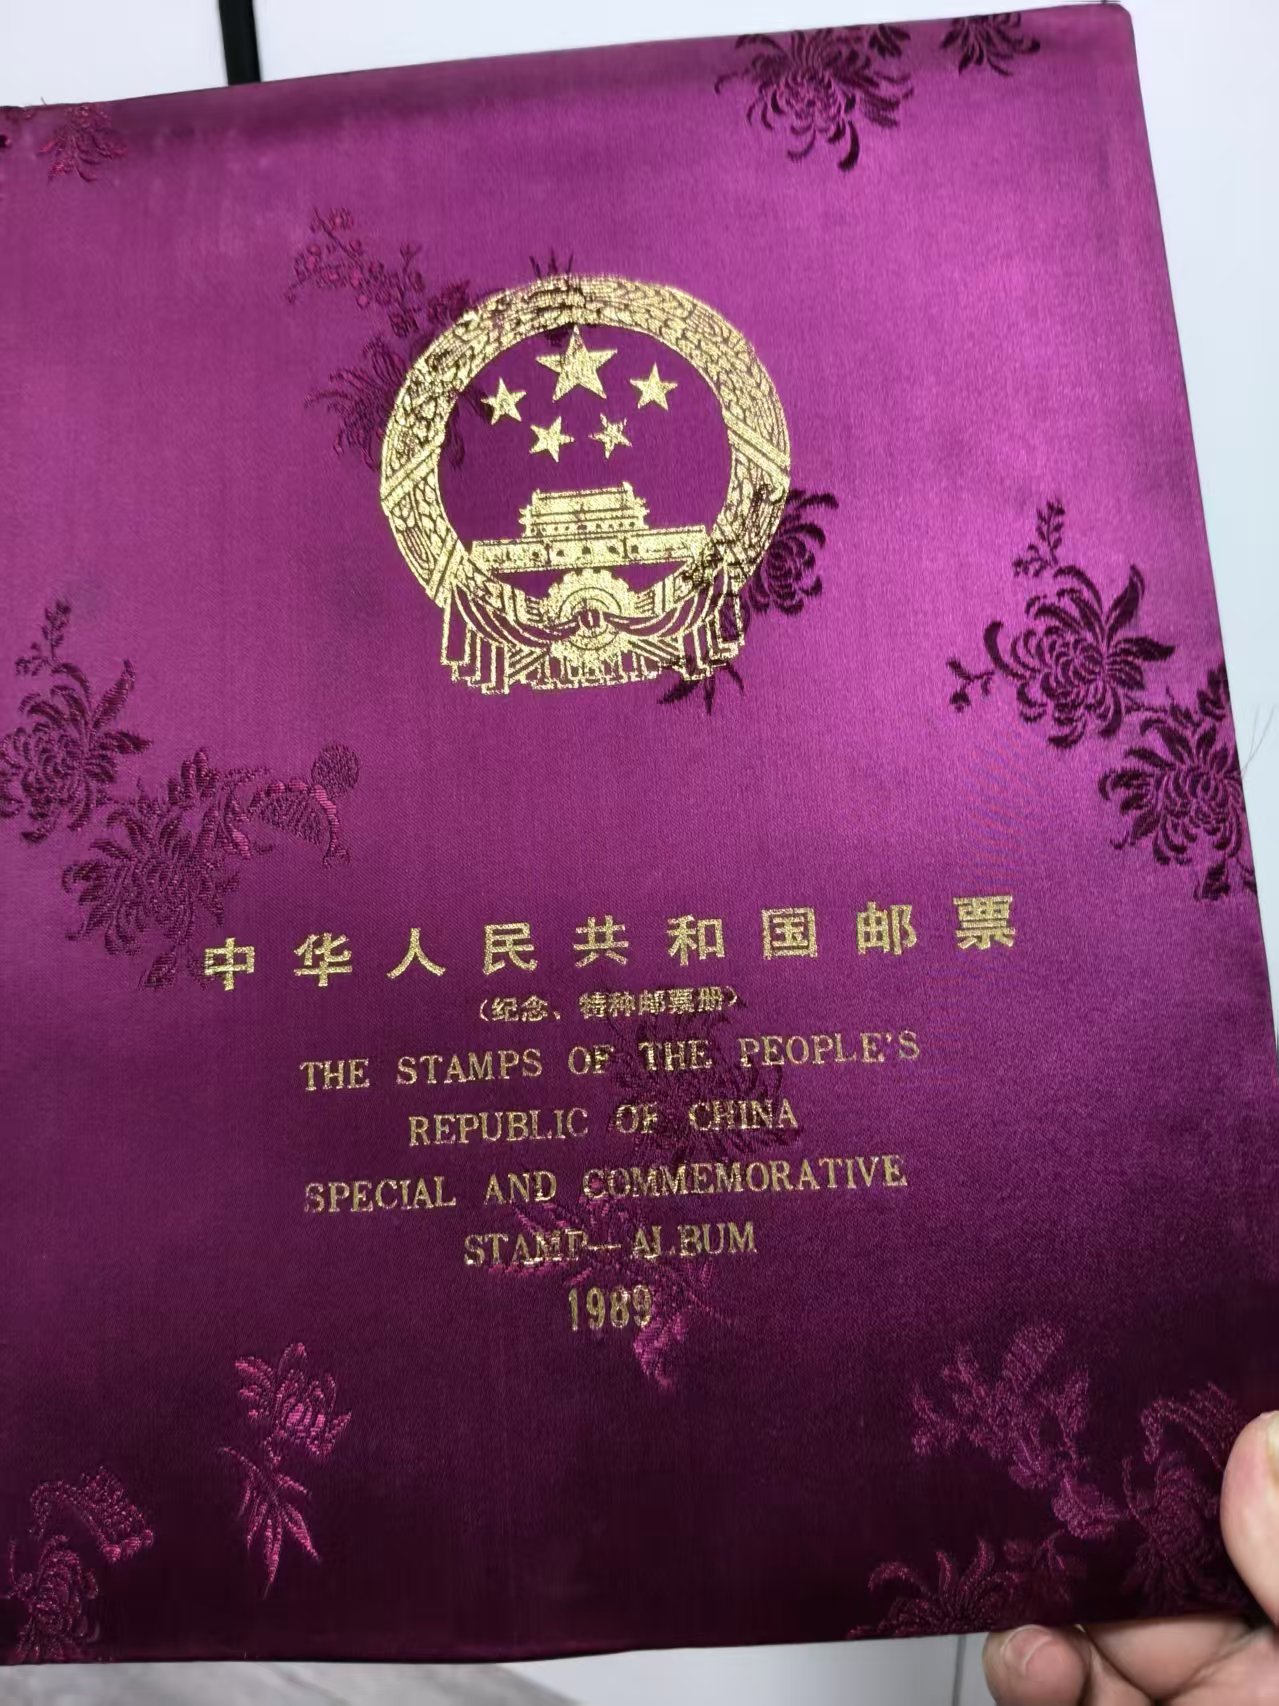 中华人民共和国邮票
（纪念、特种邮票册）
THE STAMPS OF THE PEOPLE'S
REPUBLIC OF CHINA
SPECIAL AND COMMEMORATIVE
STAMP—ALBUM
1989